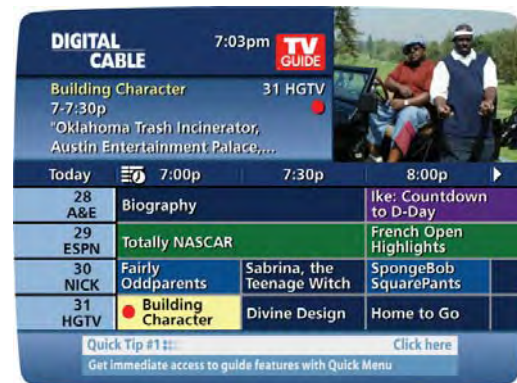 DIGITAL
CABLE
7:03pm
TV
GUIDE
Building Character 31 HGTV
7-7:30p
"Oklahoma Trash Incinerator,
Austin Entertainment Palace,...
Today 7:00p 7:30p 8:00p
28
A&E
Biography
Ike: Countdown
to D-Day
29
ESPN
Totally NASCAR
French Open
Highlights
30
NICK
Fairly
Oddparents
Sabrina, the
Teenage Witch
SpongeBob
SquarePants
31
HGTV
Building
Character
Divine Design
Home to Go
Quick Tip #1 Click here
Get immediate access to guide features with Quick Menu